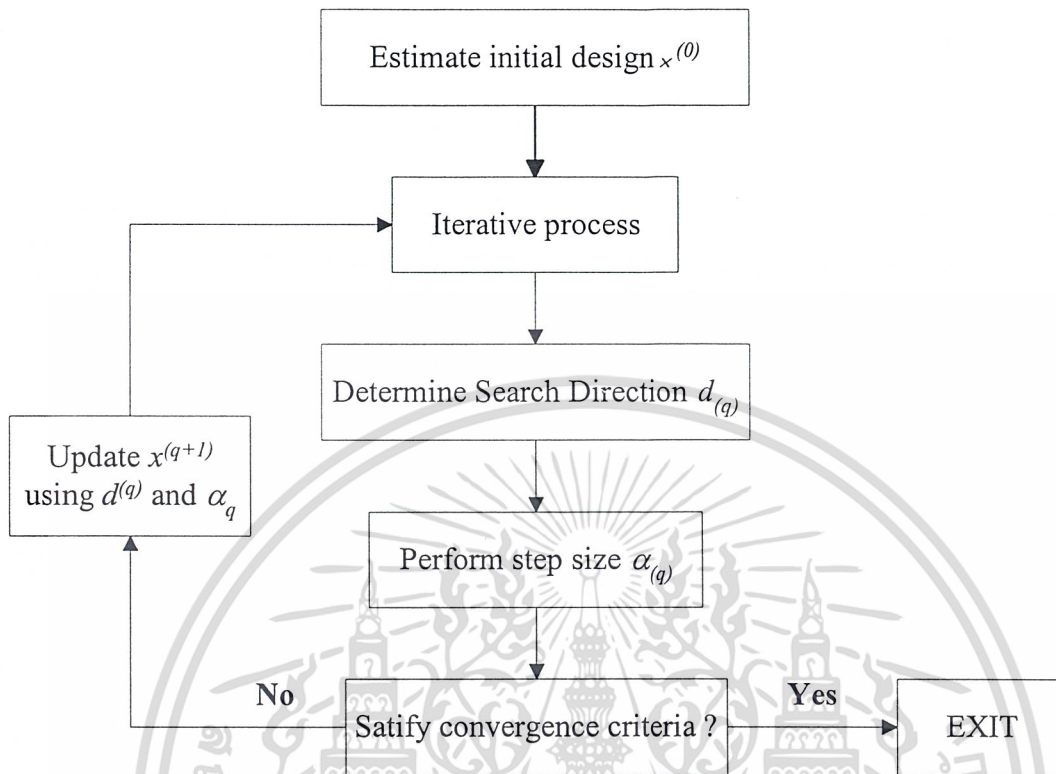 Estimate initial design x^(0)
Iterative process
Determine Search Direction d_(q)
Update x^(q+1)
using d^(q) and α_q
Perform step size α_(q)
No
Yes
Satify convergence criteria ?
EXIT